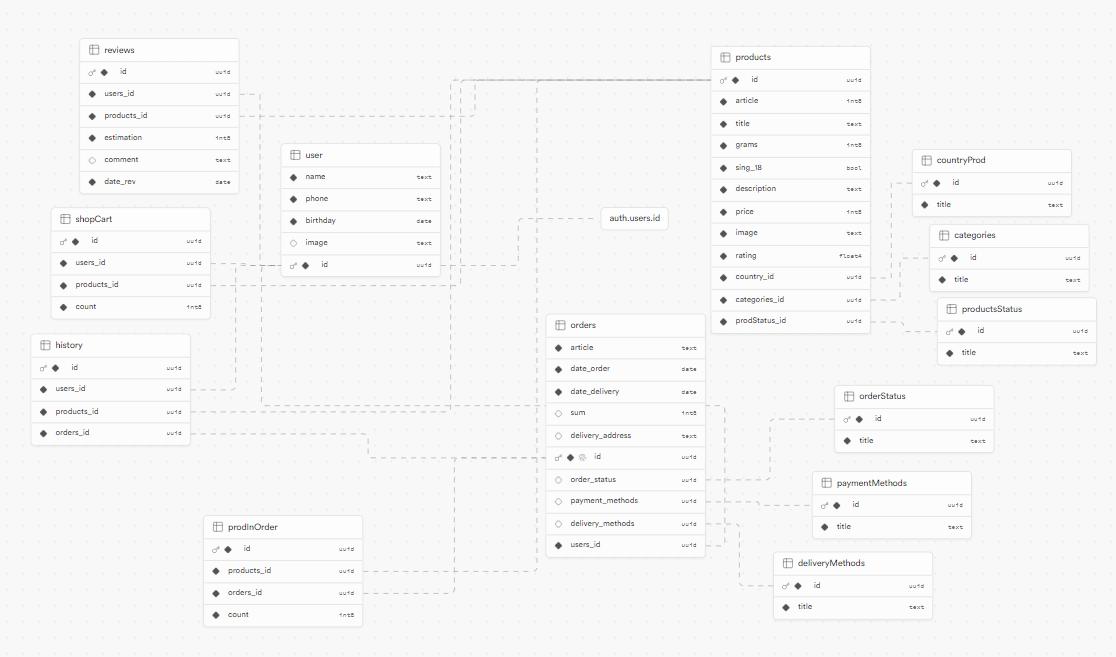 reviews
id uuid
users_id uuid
products_id uuid
estimation int8
comment text
date_rev date
user
name text
phone text
birthday date
image text
id uuid
shopCart
id uuid
users_id uuid
products_id uuid
count int8
history
id uuid
users_id uuid
products_id uuid
orders_id uuid
prodInOrder
id uuid
products_id uuid
orders_id uuid
count int8
auth.users.id
orders
article text
date_order date
date_delivery date
sum int8
delivery_address text
id uuid
order_status uuid
payment_methods uuid
delivery_methods uuid
users_id uuid
products
id uuid
article int8
title text
grams int8
sing_18 bool
description text
price int8
image text
rating float4
country_id uuid
categories_id uuid
prodStatus_id uuid
countryProd
id uuid
title text
categories
id uuid
title text
productsStatus
id uuid
title text
orderStatus
id uuid
title text
paymentMethods
id uuid
title text
deliveryMethods
id uuid
title text